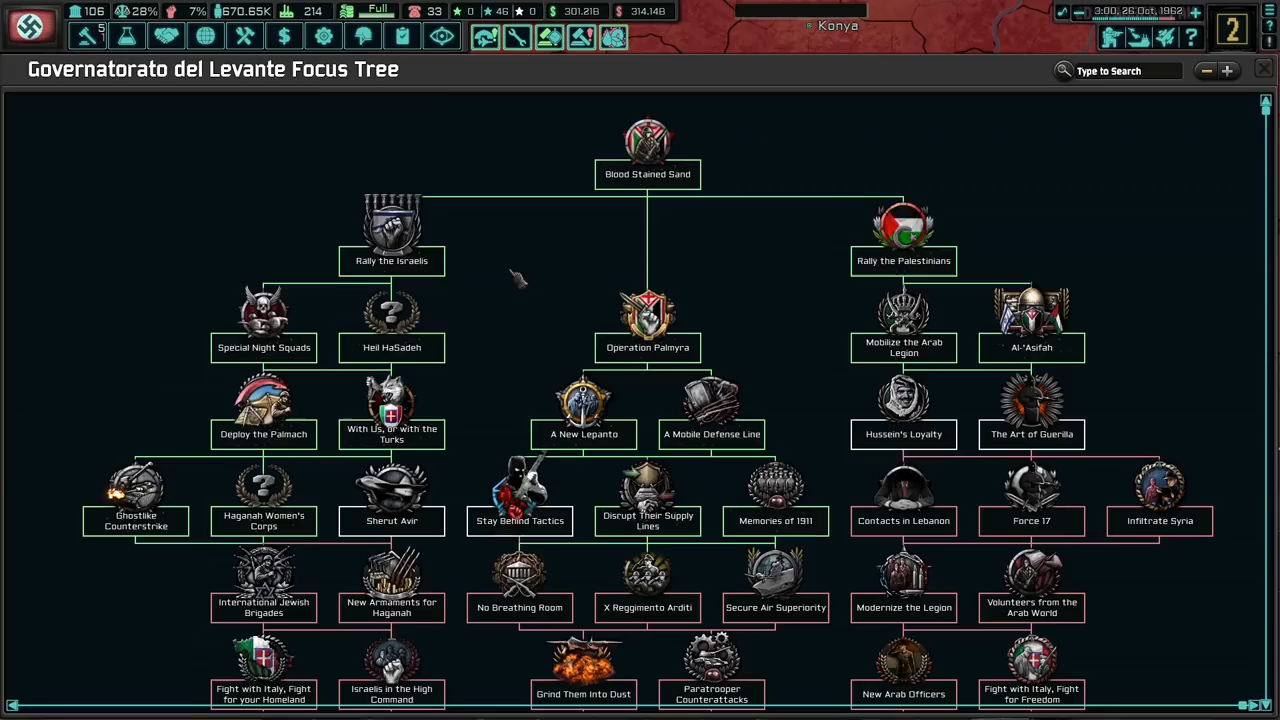 106 28% 7% 670.65K 214 Full 33 0 46 0 301.21B 314.14B
3:00, 26 Oct, 1962
2
5
Konya
Governatorato del Levante Focus Tree
Type to Search
Blood Stained Sand
Rally the Israelis
Rally the Palestinians
Special Night Squads
Heil HaSadeh
Operation Palmyra
Mobilize the Arab
Legion
Al-'Asifah
Deploy the Palmach
With Us, or with the
Turks
A New Lepanto
A Mobile Defense Line
Hussein's Loyalty
The Art of Guerilla
Ghostlike
Counterstrike
Haganah Women's
Corps
Sherut Avir
Stay Behind Tactics
Disrupt Their Supply
Lines
Memories of 1911
Contacts in Lebanon
Force 17
Infiltrate Syria
International Jewish
Brigades
New Armaments for
Haganah
No Breathing Room
X Reggimento Arditi
Secure Air Superiority
Modernize the Legion
Volunteers from the
Arab World
Fight with Italy, Fight
for your Homeland
Israelis in the High
Command
Grind Them Into Dust
Paratrooper
Counterattacks
New Arab Officers
Fight with Italy, Fight
for Freedom